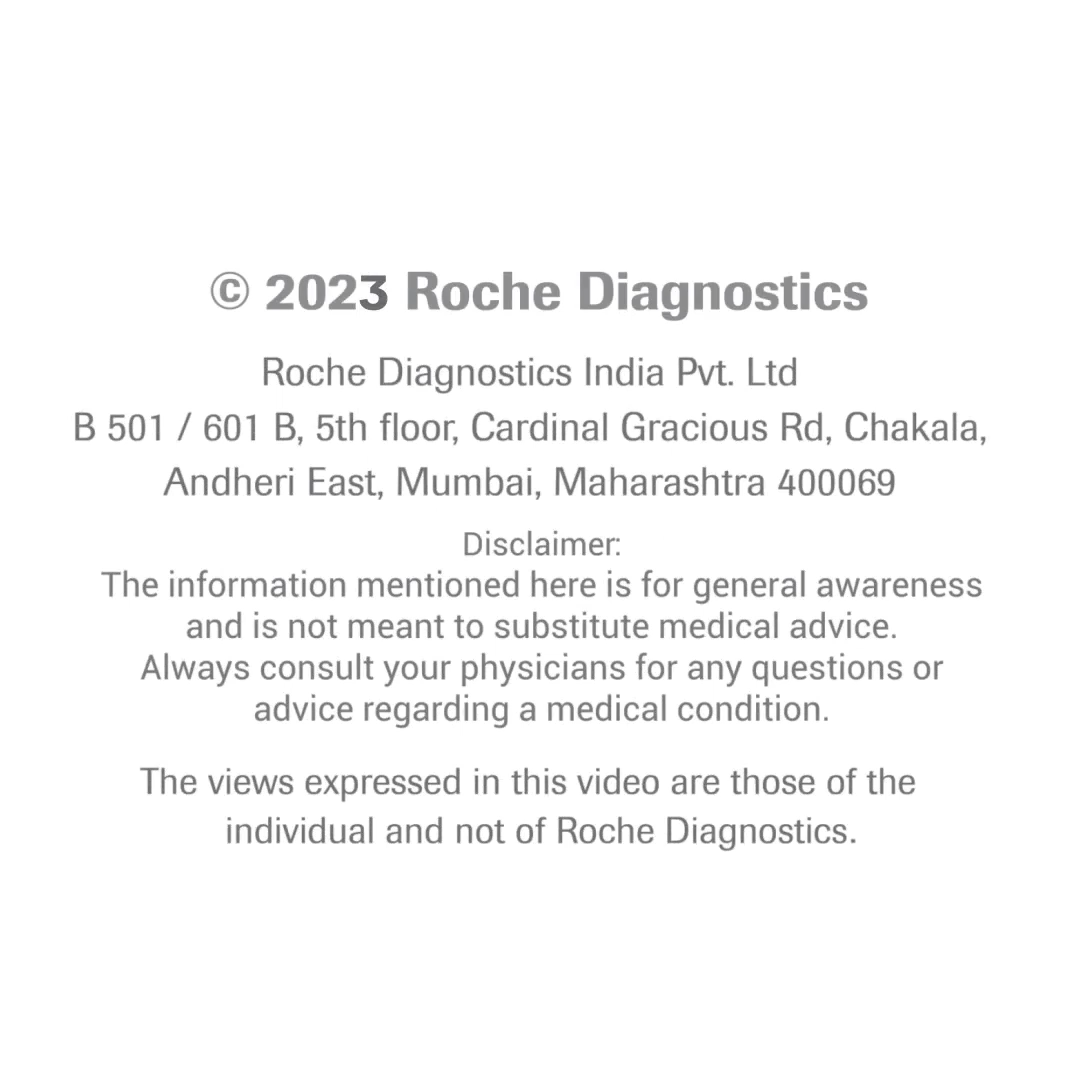 © 2023 Roche Diagnostics
Roche Diagnostics India Pvt. Ltd
B 501 / 601 B, 5th floor, Cardinal Gracious Rd, Chakala,
Andheri East, Mumbai, Maharashtra 400069
Disclaimer:
The information mentioned here is for general awareness
and is not meant to substitute medical advice.
Always consult your physicians for any questions or
advice regarding a medical condition.
The views expressed in this video are those of the
individual and not of Roche Diagnostics.